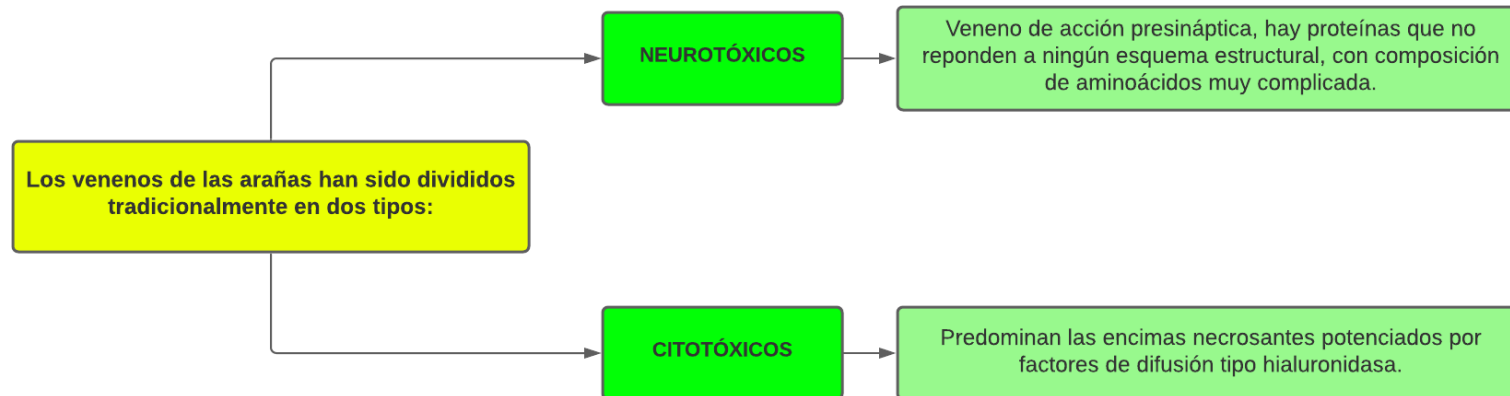 Los venenos de las arañas han sido divididos
tradicionalmente en dos tipos:
NEUROTÓXICOS
Veneno de acción presináptica, hay proteínas que no
reponden a ningún esquema estructural, con composición
de aminoácidos muy complicada.
CITOTÓXICOS
Predominan las encimas necrosantes potenciados por
factores de difusión tipo hialuronidasa.